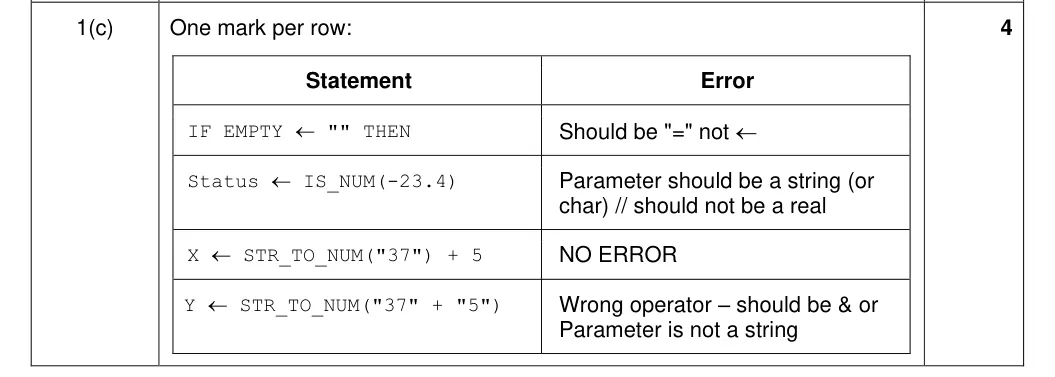 1(c) One mark per row: 4
Statement Error
IF EMPTY ← "" THEN Should be "=" not ←
Status ← IS_NUM(-23.4) Parameter should be a string (or
char) // should not be a real
X ← STR_TO_NUM("37") + 5 NO ERROR
Y ← STR_TO_NUM("37" + "5") Wrong operator – should be & or
Parameter is not a string